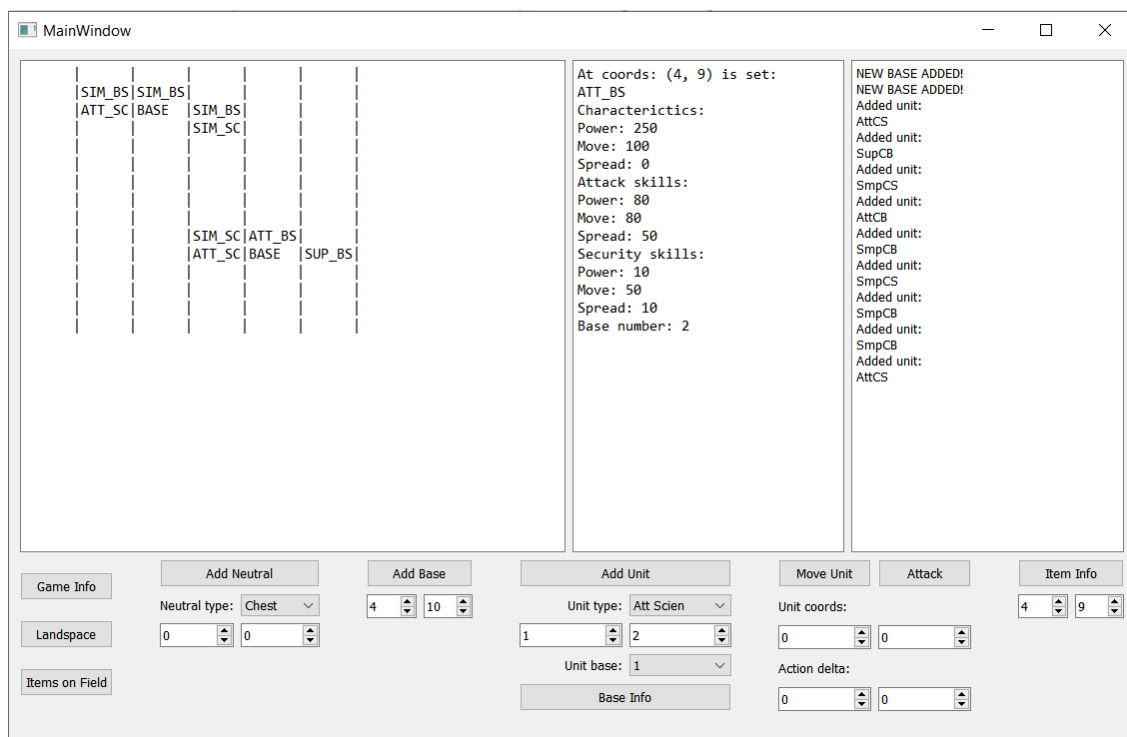 MainWindow
| | | | | |
|SIM_BS|SIM_BS| | | |
|ATT_SC|BASE |SIM_BS| | |
| | |SIM_SC| | |
| | | | | |
| | | | | |
| | | | | |
| | | | | |
| | | | | |
| | |SIM_SC|ATT_BS| |
| | |ATT_SC|BASE |SUP_BS|
| | | | | |
| | | | | |
| | | | | |
| | | | | |
At coords: (4, 9) is set:
ATT_BS
Characterictics:
Power: 250
Move: 100
Spread: 0
Attack skills:
Power: 80
Move: 80
Spread: 50
Security skills:
Power: 10
Move: 50
Spread: 10
Base number: 2
NEW BASE ADDED!
NEW BASE ADDED!
Added unit:
AttCS
Added unit:
SupCB
Added unit:
SmpCS
Added unit:
AttCB
Added unit:
SmpCB
Added unit:
SmpCS
Added unit:
SmpCB
Added unit:
SmpCB
Added unit:
AttCS
Game Info
Landspace
Items on Field
Add Neutral
Neutral type: Chest
0 0
Add Base
4 10
Add Unit
Unit type: Att Scien
1 2
Unit base: 1
Base Info
Move Unit Attack
Unit coords:
0 0
Action delta:
0 0
Item Info
4 9